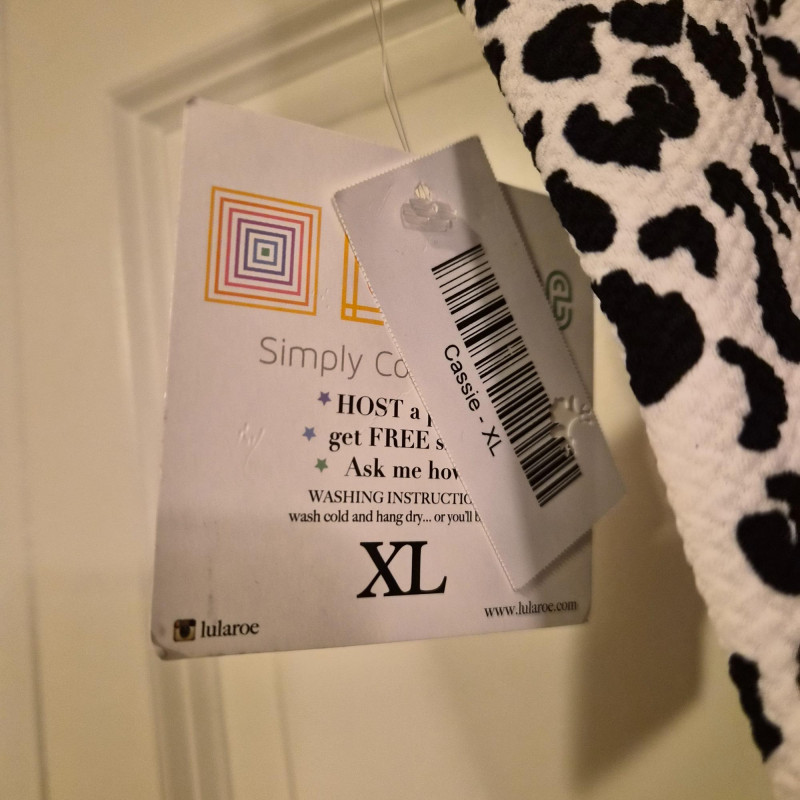 Simply Co
HOST a
get FREE s
Ask me how
WASHING INSTRUCTIO
wash cold and hang dry... or you'll b
XL
lularoe
www.lularoe.com
Cassie - XL